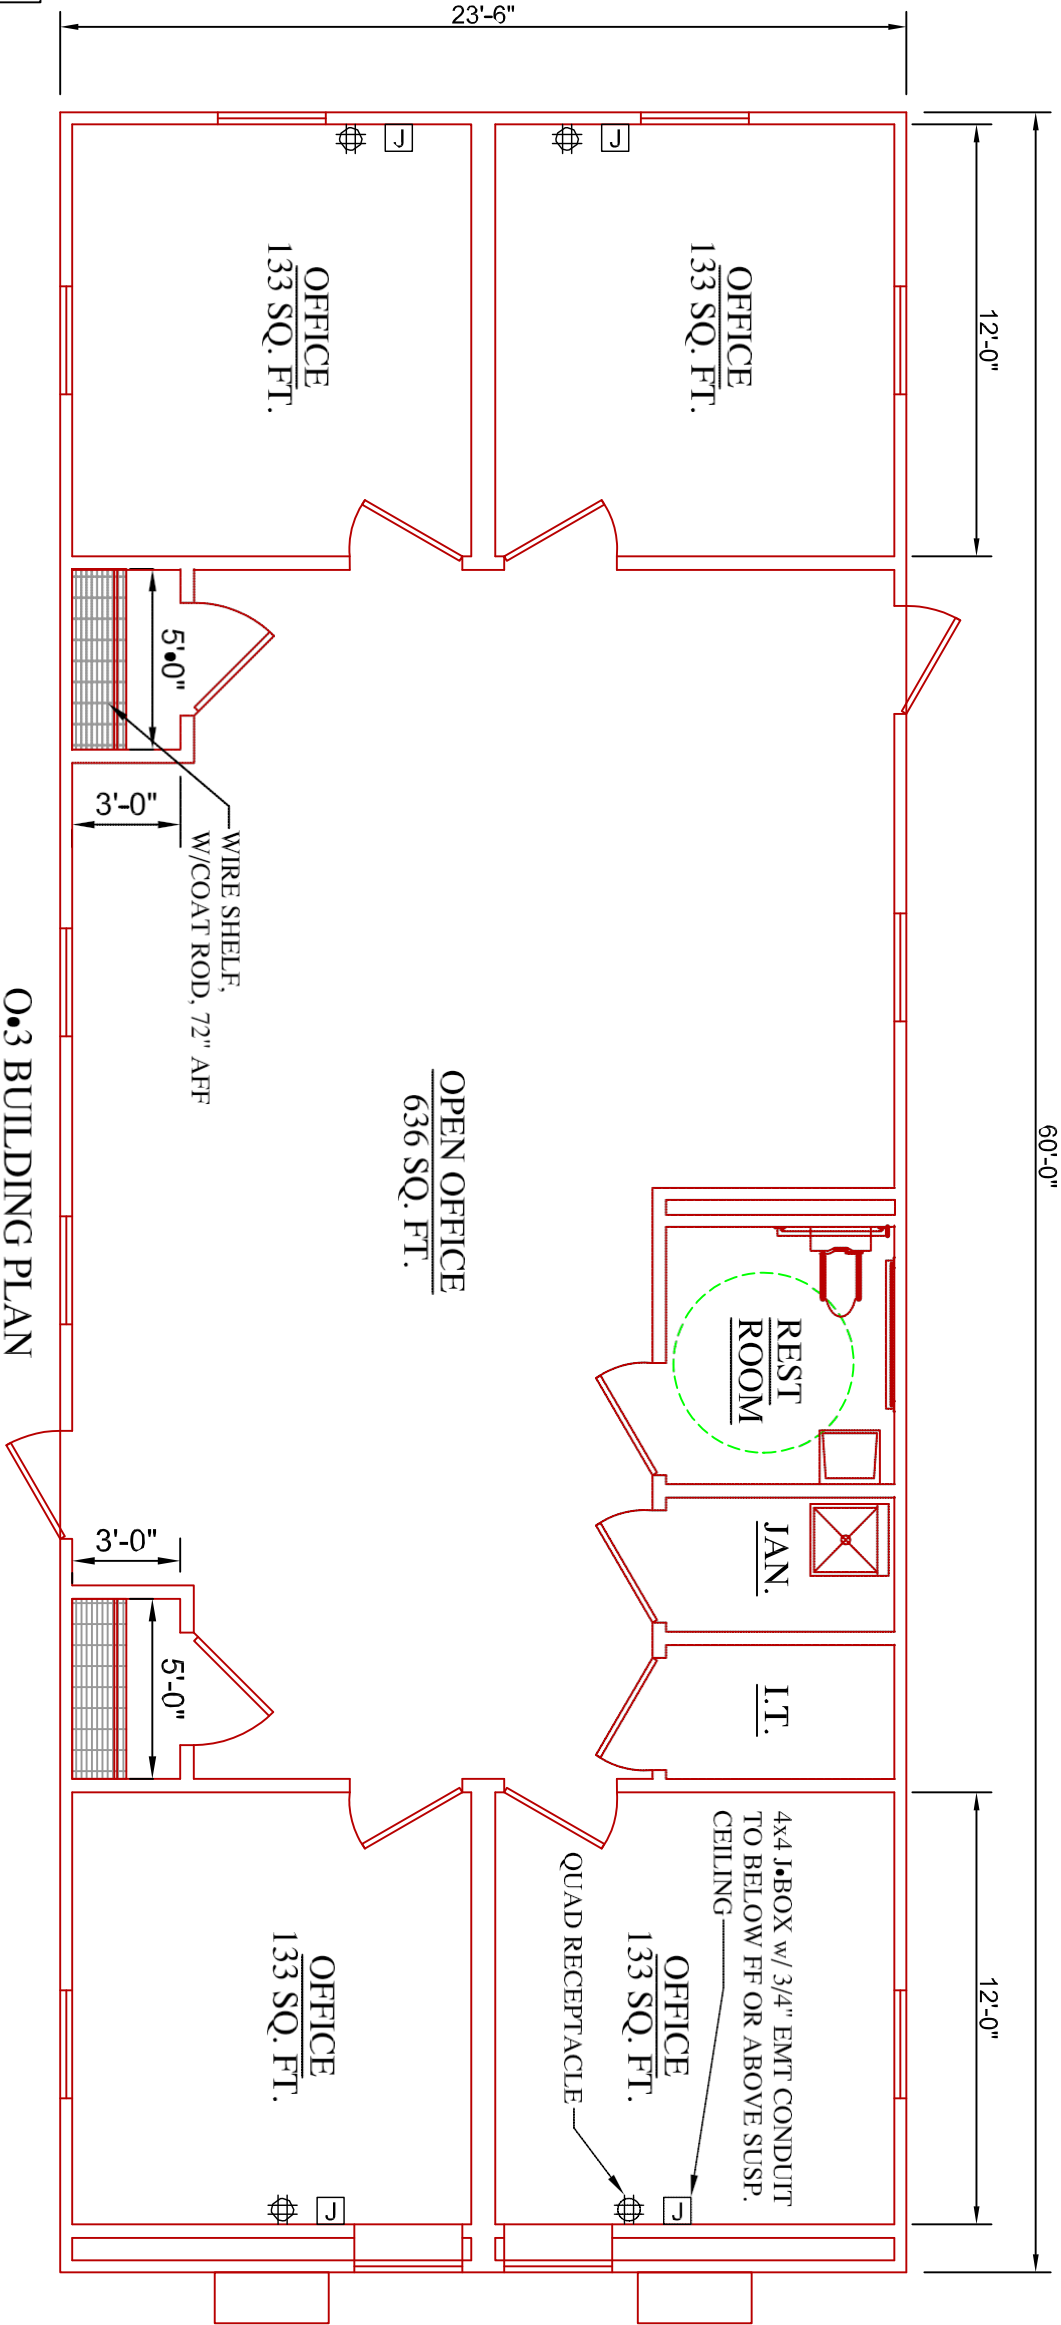 60'-0"
12'-0"
12'-0"
23'-6"
OFFICE
133 SQ. FT.
OFFICE
133 SQ. FT.
REST
ROOM
JAN.
I.T.
4x4 J•BOX w/ 3/4" EMT CONDUIT
TO BELOW FF OR ABOVE SUSP.
CEILING
OFFICE
133 SQ. FT.
QUAD RECEPTACLE
OPEN OFFICE
636 SQ. FT.
OFFICE
133 SQ. FT.
WIRE SHELF,
W/COAT ROD, 72" AFF
5'•0"
3'-0"
3'-0"
5'-0"
J
J
J
J
O•3 BUILDING PLAN